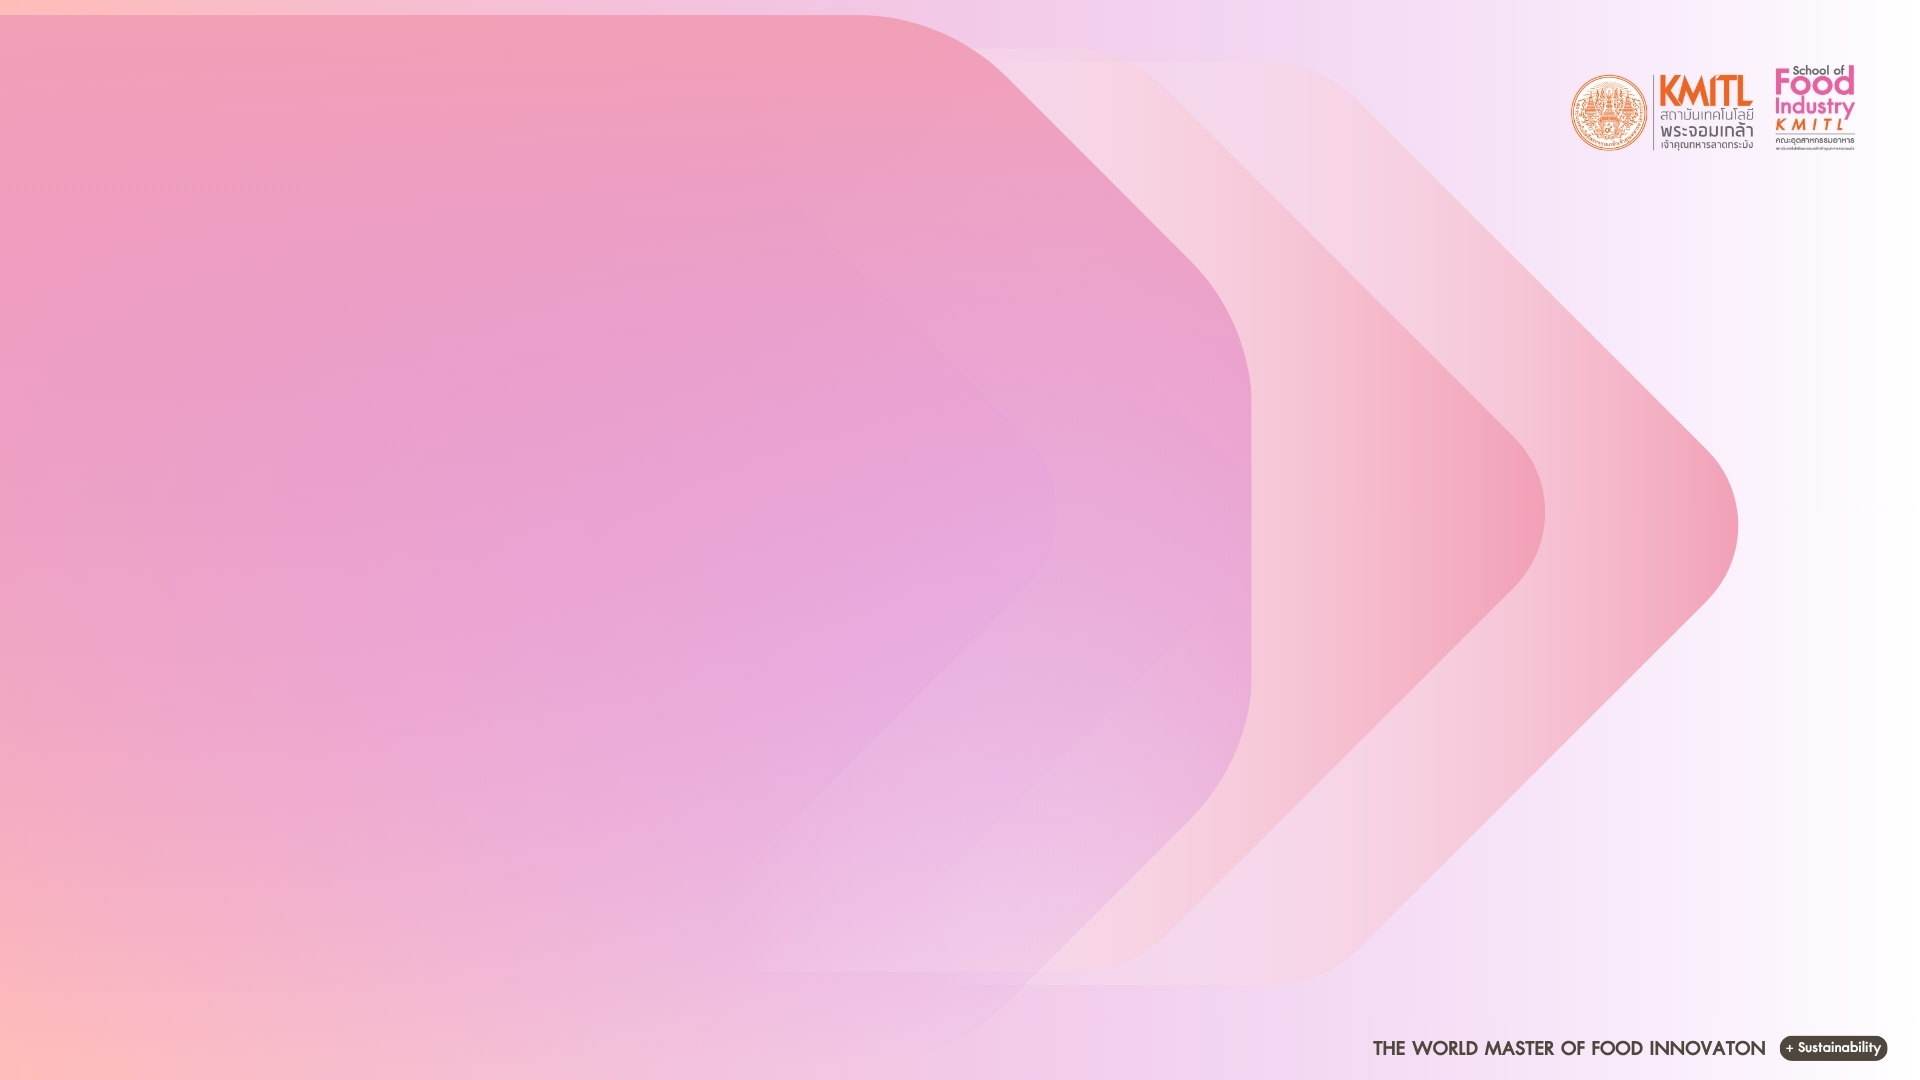 KMITL
สถาบันเทคโนโลยี
พระจอมเกล้า
เจ้าคุณทหารลาดกระบัง
School of
Food
Industry
KMITL
คณะอุตสาหกรรมอาหาร
THE WORLD MASTER OF FOOD INNOVATON
+ Sustainability